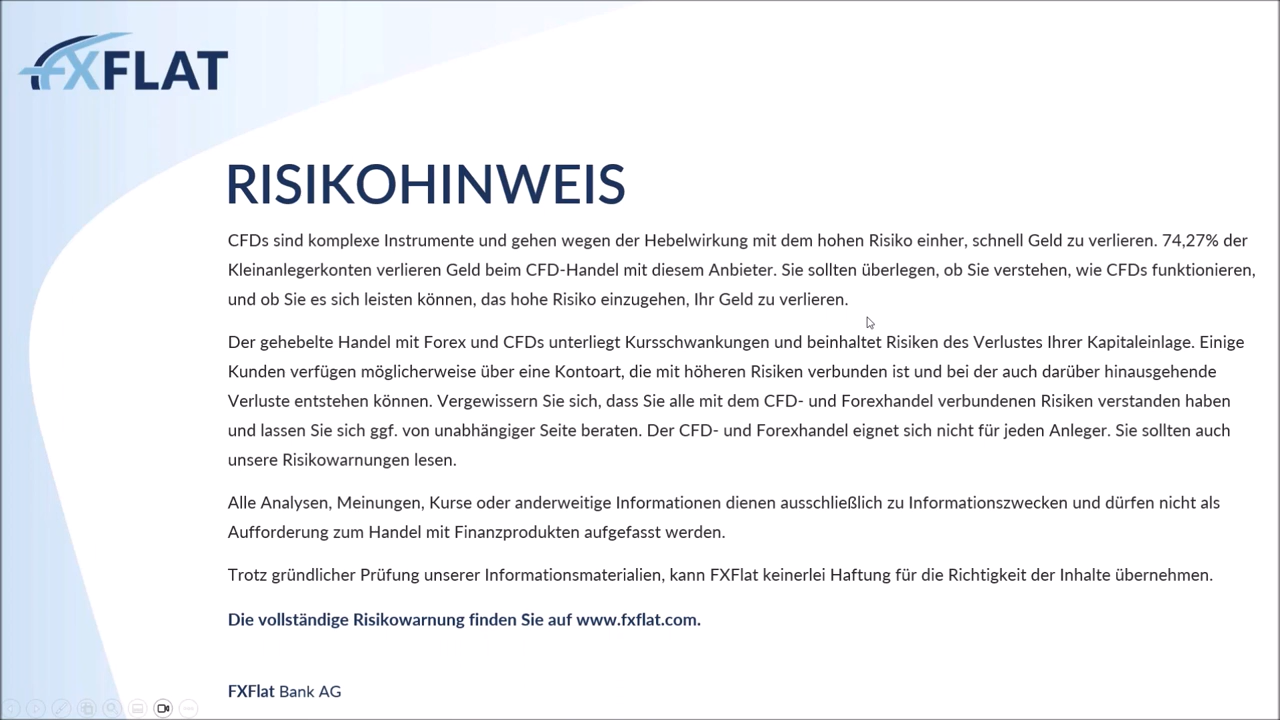 FXFLAT
RISIKOHINWEIS
CFDs sind komplexe Instrumente und gehen wegen der Hebelwirkung mit dem hohen Risiko einher, schnell Geld zu verlieren. 74,27% der
Kleinanlegerkonten verlieren Geld beim CFD-Handel mit diesem Anbieter. Sie sollten überlegen, ob Sie verstehen, wie CFDs funktionieren,
und ob Sie es sich leisten können, das hohe Risiko einzugehen, Ihr Geld zu verlieren.
Der gehebelte Handel mit Forex und CFDs unterliegt Kursschwankungen und beinhaltet Risiken des Verlustes Ihrer Kapitaleinlage. Einige
Kunden verfügen möglicherweise über eine Kontoart, die mit höheren Risiken verbunden ist und bei der auch darüber hinausgehende
Verluste entstehen können. Vergewissern Sie sich, dass Sie alle mit dem CFD- und Forexhandel verbundenen Risiken verstanden haben
und lassen Sie sich ggf. von unabhängiger Seite beraten. Der CFD- und Forexhandel eignet sich nicht für jeden Anleger. Sie sollten auch
unsere Risikowarnungen lesen.
Alle Analysen, Meinungen, Kurse oder anderweitige Informationen dienen ausschließlich zu Informationszwecken und dürfen nicht als
Aufforderung zum Handel mit Finanzprodukten aufgefasst werden.
Trotz gründlicher Prüfung unserer Informationsmaterialien, kann FXFlat keinerlei Haftung für die Richtigkeit der Inhalte übernehmen.
Die vollständige Risikowarnung finden Sie auf www.fxflat.com.
FXFlat Bank AG